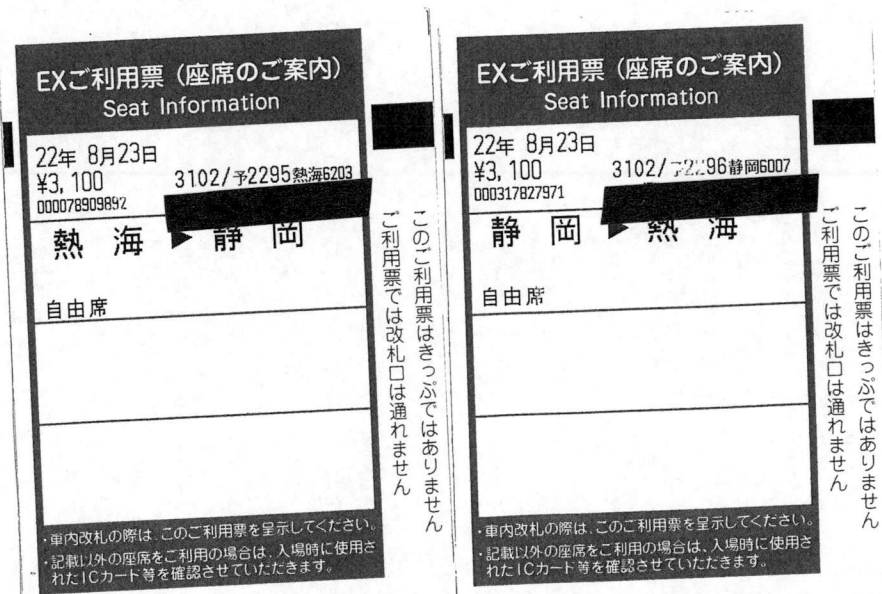 EXご利用票（座席のご案内）
Seat Information
22年 8月23日
¥3,100
3102/予2295熱海6203
000078909892
熱 海 ▶ 静 岡
自由席
・車内改札の際は、このご利用票を呈示してください。
・記載以外の座席をご利用の場合は、入場時に使用さ
れたICカード等を確認させていただきます。
このご利用票はきっぷではありません
ご利用票では改札口は通れません
EXご利用票（座席のご案内）
Seat Information
22年 8月23日
¥3,100
3102/予2296静岡6007
000317827971
静 岡 ▶ 熱 海
自由席
・車内改札の際は、このご利用票を呈示してください。
・記載以外の座席をご利用の場合は、入場時に使用さ
れたICカード等を確認させていただきます。
このご利用票はきっぷではありません
ご利用票では改札口は通れません